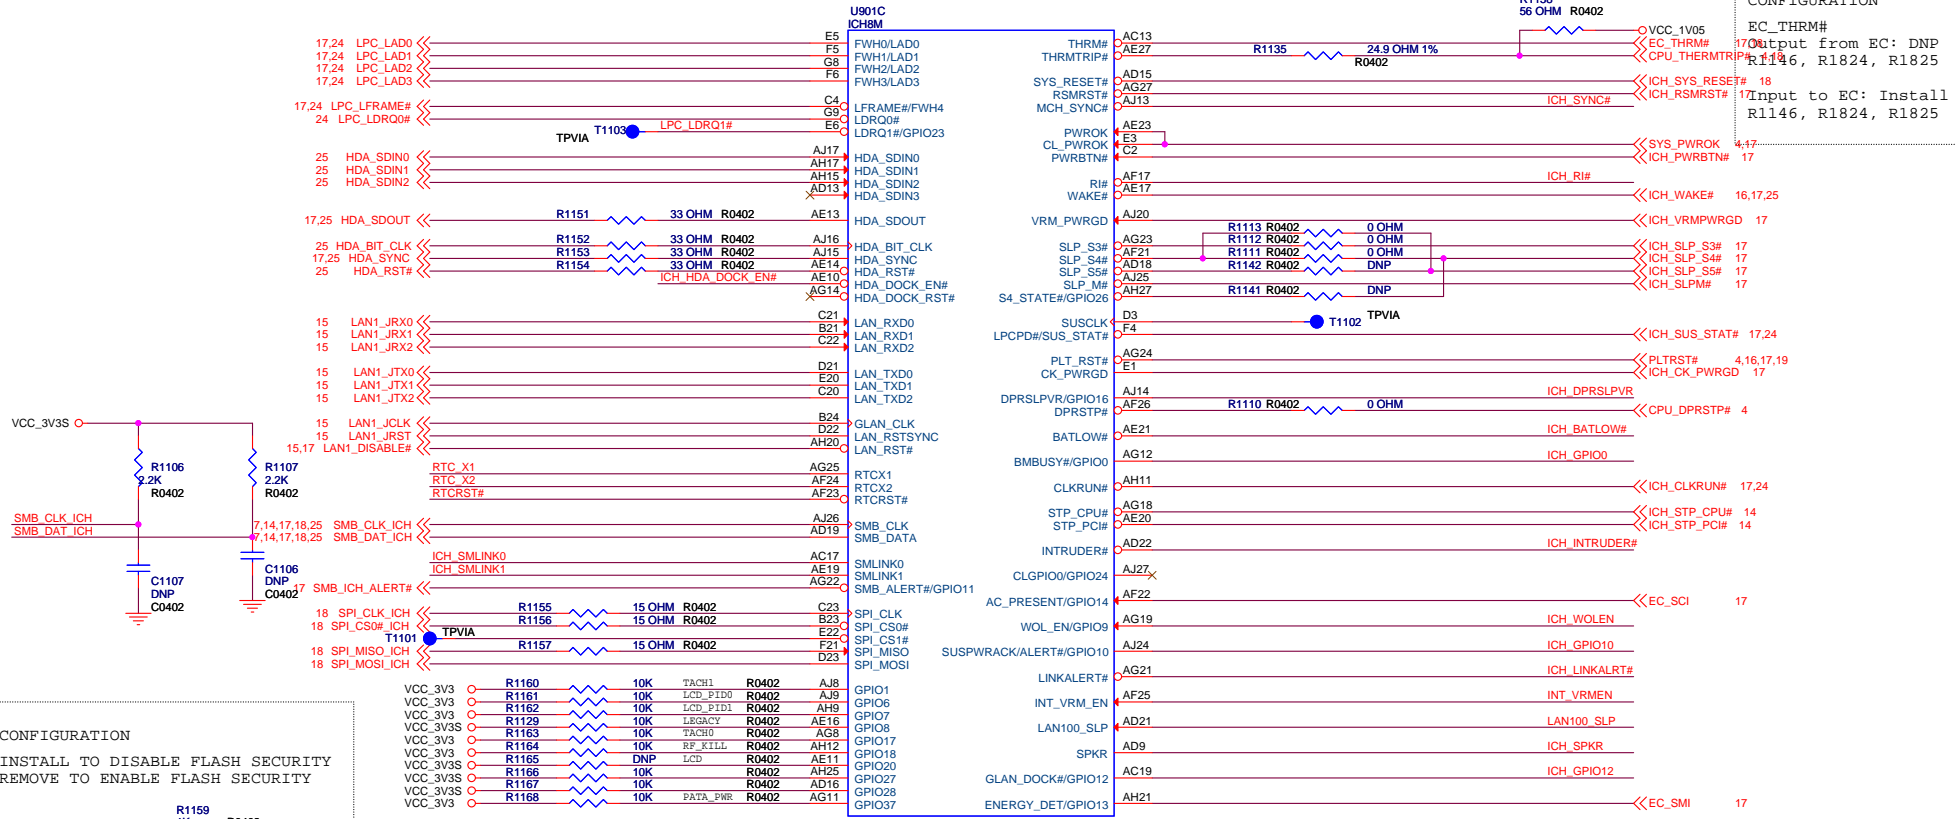 U901C
ICH8M
17,24 LPC_LAD0 E5 FWH0/LAD0
17,24 LPC_LAD1 F5 FWH1/LAD1
17,24 LPC_LAD2 G8 FWH2/LAD2
17,24 LPC_LAD3 F6 FWH3/LAD3
17,24 LPC_LFRAME# C4 LFRAME#/FWH4
24 LPC_LDRQ0# G9 LDRQ0#
TPVIA T1103 LPC_LDRQ1# E6 LDRQ1#/GPIO23
25 HDA_SDIN0 AJ17 HDA_SDIN0
25 HDA_SDIN1 AH17 HDA_SDIN1
25 HDA_SDIN2 AH15 HDA_SDIN2
AD13 HDA_SDIN3
17,25 HDA_SDOUT R1151 33 OHM R0402 AE13 HDA_SDOUT
25 HDA_BIT_CLK R1152 33 OHM R0402 AJ16 HDA_BIT_CLK
17,25 HDA_SYNC R1153 33 OHM R0402 AJ15 HDA_SYNC
25 HDA_RST# R1154 33 OHM R0402 AE14 HDA_RST#
ICH_HDA_DOCK_EN# AE10 HDA_DOCK_EN#
AG14 HDA_DOCK_RST#
15 LAN1_JRX0 C21 LAN_RXD0
15 LAN1_JRX1 B21 LAN_RXD1
15 LAN1_JRX2 C22 LAN_RXD2
15 LAN1_JTX0 D21 LAN_TXD0
15 LAN1_JTX1 E20 LAN_TXD1
15 LAN1_JTX2 C20 LAN_TXD2
15 LAN1_JCLK B24 GLAN_CLK
15 LAN1_JRST D22 LAN_RSTSYNC
15,17 LAN1_DISABLE# AH20 LAN_RST#
RTC_X1 AG25 RTCX1
RTC_X2 AF24 RTCX2
RTCRST# AF23 RTCRST#
7,14,17,18,25 SMB_CLK_ICH AJ26 SMB_CLK
7,14,17,18,25 SMB_DAT_ICH AD19 SMB_DATA
ICH_SMLINK0 AC17 SMLINK0
ICH_SMLINK1 AE19 SMLINK1
17 SMB_ICH_ALERT# AG22 SMB_ALERT#/GPIO11
18 SPI_CLK_ICH R1155 15 OHM R0402 C23 SPI_CLK
18 SPI_CS0#_ICH R1156 15 OHM R0402 B23 SPI_CS0#
T1101 TPVIA E22 SPI_CS1#
18 SPI_MISO_ICH R1157 15 OHM R0402 F21 SPI_MISO
18 SPI_MOSI_ICH D23 SPI_MOSI
VCC_3V3 R1160 10K TACH1 R0402 AJ8 GPIO1
VCC_3V3 R1161 10K LCD_PID0 R0402 AJ9 GPIO6
VCC_3V3 R1162 10K LCD_PID1 R0402 AH9 GPIO7
VCC_3V3S R1129 10K LEGACY R0402 AE16 GPIO8
VCC_3V3 R1163 10K TACH0 R0402 AG8 GPIO17
VCC_3V3 R1164 10K RF_KILL R0402 AH12 GPIO18
VCC_3V3S R1165 DNP LCD R0402 AE11 GPIO20
VCC_3V3S R1166 10K R0402 AH25 GPIO27
VCC_3V3S R1167 10K R0402 AD16 GPIO28
VCC_3V3 R1168 10K PATA_PWR R0402 AG11 GPIO37
VCC_3V3S
R1106
2.2K
R0402
R1107
2.2K
R0402
SMB_CLK_ICH
SMB_DAT_ICH
C1107
DNP
C0402
C1106
DNP
C0402
CONFIGURATION
INSTALL TO DISABLE FLASH SECURITY
REMOVE TO ENABLE FLASH SECURITY
R1159
56 OHM R0402
VCC_1V05
THRM# AC13 EC_THRM#
THRMTRIP# AE27 R1135 24.9 OHM 1% R0402 CPU_THERMTRIP#
SYS_RESET# AD15 ICH_SYS_RESET# 18
RSMRST# AG27 ICH_RSMRST# 17
MCH_SYNC# AJ13 ICH_SYNC#
PWROK AE23
CL_PWROK E3 SYS_PWROK 4,17
PWRBTN# C2 ICH_PWRBTN# 17
RI# AF17 ICH_RI#
WAKE# AE17 ICH_WAKE# 16,17,25
VRM_PWRGD AJ20 ICH_VRMPWRGD 17
R1113 R0402 0 OHM
SLP_S3# AG23 R1112 R0402 0 OHM ICH_SLP_S3# 17
SLP_S4# AF21 R1111 R0402 0 OHM ICH_SLP_S4# 17
SLP_S5# AD18 R1142 R0402 DNP ICH_SLP_S5# 17
SLP_M# AJ25 ICH_SLPM# 17
S4_STATE#/GPIO26 AH27 R1141 R0402 DNP
SUSCLK D3 T1102 TPVIA
LPCPD#/SUS_STAT# F4 ICH_SUS_STAT# 17,24
PLT_RST# AG24 PLTRST# 4,16,17,19
CK_PWRGD E1 ICH_CK_PWRGD 17
DPRSLPVR/GPIO16 AJ14 ICH_DPRSLPVR
DPRSTP# AF26 R1110 R0402 0 OHM CPU_DPRSTP# 4
BATLOW# AE21 ICH_BATLOW#
BMBUSY#/GPIO0 AG12 ICH_GPIO0
CLKRUN# AH11 ICH_CLKRUN# 17,24
STP_CPU# AG18 ICH_STP_CPU# 14
STP_PCI# AE20 ICH_STP_PCI# 14
INTRUDER# AD22 ICH_INTRUDER#
CLGPIO0/GPIO24 AJ27
AC_PRESENT/GPIO14 AF22 EC_SCI 17
WOL_EN/GPIO9 AG19 ICH_WOLEN
SUSPWRACK/ALERT#/GPIO10 AJ24 ICH_GPIO10
LINKALERT# AG21 ICH_LINKALRT#
INT_VRM_EN AF25 INT_VRMEN
LAN100_SLP AD21 LAN100_SLP
SPKR AD9 ICH_SPKR
GLAN_DOCK#/GPIO12 AC19 ICH_GPIO12
ENERGY_DET/GPIO13 AH21 EC_SMI 17
CONFIGURATION
EC_THRM#
Output from EC: DNP
R1146, R1824, R1825
Input to EC: Install
R1146, R1824, R1825